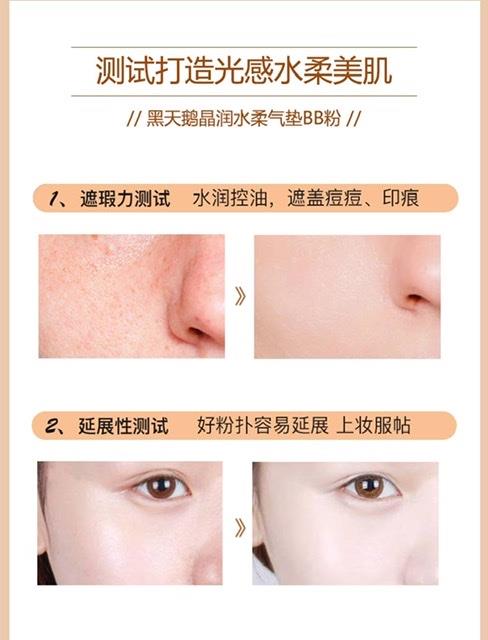 测试打造光感水柔美肌
// 黑天鹅晶润水柔气垫BB粉 //
1、 遮瑕力测试 水润控油，遮盖痘痘、印痕
》
2、 延展性测试 好粉扑容易延展 上妆服帖
》